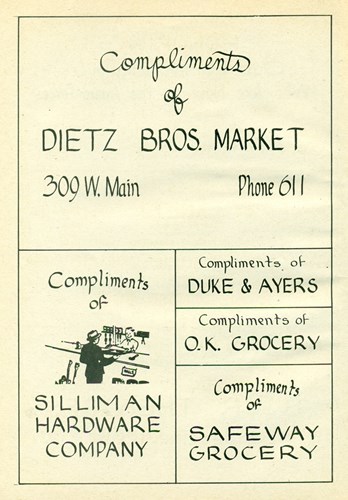 Compliments
of
DIETZ BROS. MARKET
309 W. Main Phone 611
Compliments
of
SILLIMAN
HARDWARE
COMPANY
Compliments of
DUKE & AYERS
Compliments of
O.K. GROCERY
Compliments
of
SAFEWAY
GROCERY